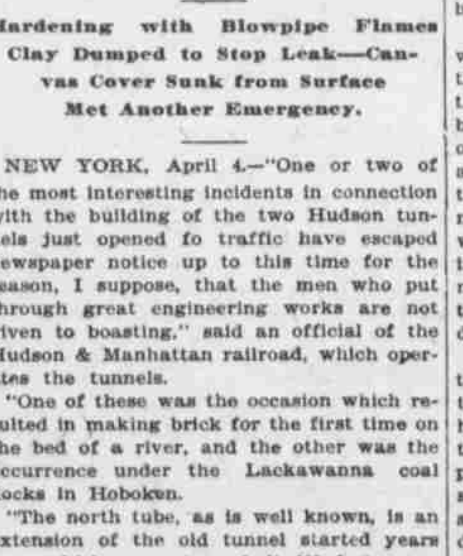 Hardening with Blowpipe Flames
Clay Dumped to Stop Leak—Can-
vas Cover Sunk from Surface
Met Another Emergency.
NEW YORK, April 4.—"One or two of
the most interesting incidents in connection
with the building of the two Hudson tun-
nels just opened fo traffic have escaped
newspaper notice up to this time for the
reason, I suppose, that the men who put
through great engineering works are not
given to boasting," said an official of the
Hudson & Manhattan railroad, which oper-
ates the tunnels.
"One of these was the occasion which re-
sulted in making brick for the first time on
the bed of a river, and the other was the
occurrence under the Lackawanna coal
docks in Hoboken.
"The north tube, as is well known, is an
extension of the old tunnel started years